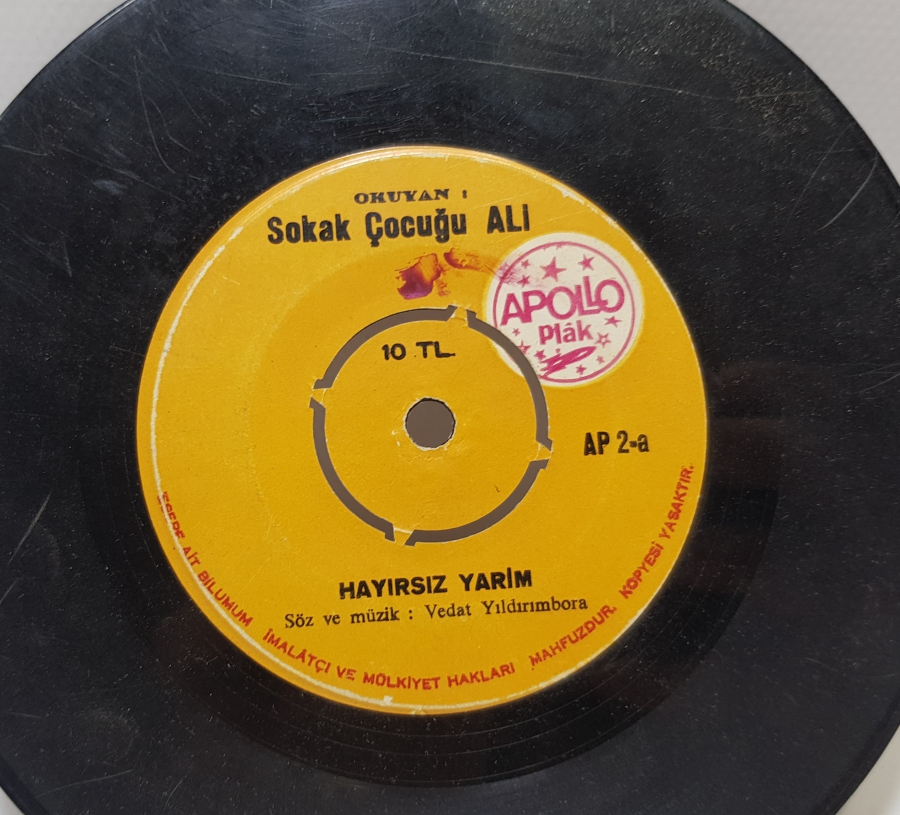 OKUYAN :
Sokak Çocuğu ALİ
APOLLO
Plâk
10 TL.
AP 2-a
HAYIRSIZ YARİM
Söz ve müzik : Vedat Yıldırımbora
ESERE AİT BİLUMUM İMALÂTÇI VE MÜLKİYET HAKLARI MAHFUZDUR. KOPYESİ YASAKTIR.